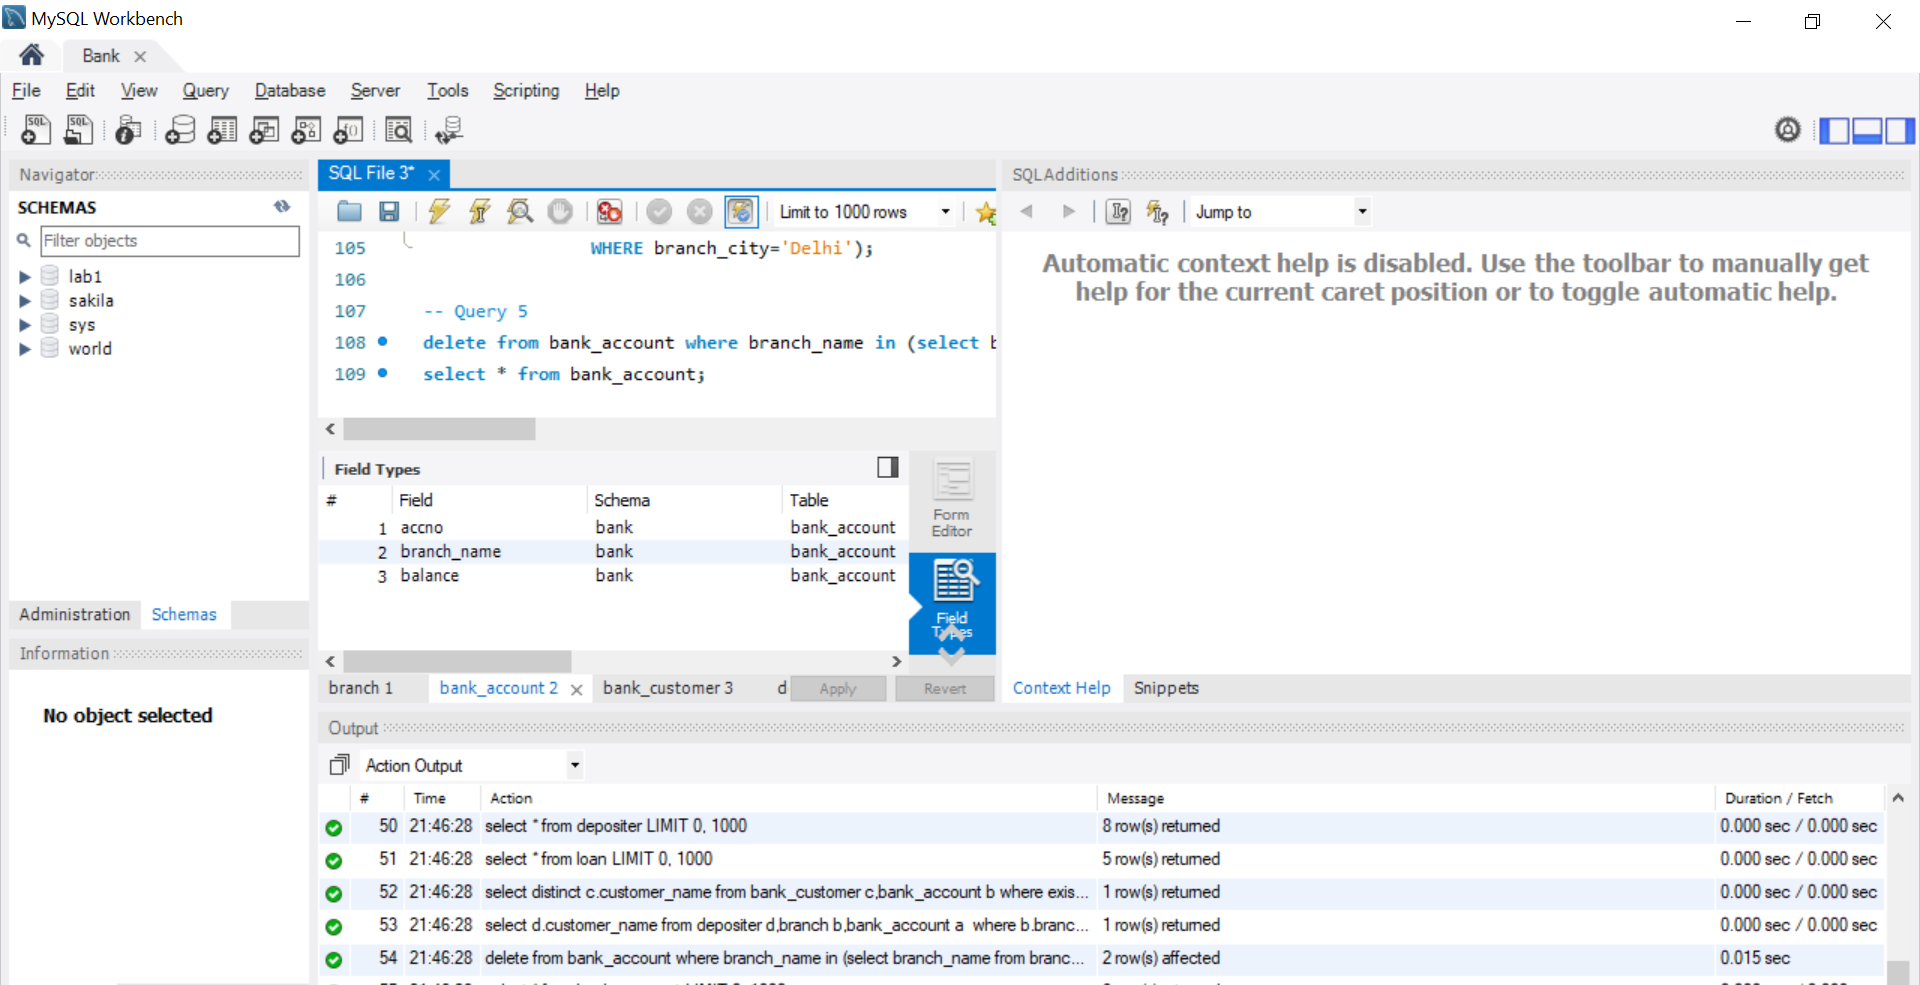 MySQL Workbench
Bank
File Edit View Query Database Server Tools Scripting Help
Navigator
SCHEMAS
Filter objects
lab1
sakila
sys
world
Administration Schemas
Information
No object selected
SQL File 3*
Limit to 1000 rows
105 WHERE branch_city='Delhi');
106
107 -- Query 5
108 delete from bank_account where branch_name in (select
109 select * from bank_account;
Field Types
# Field Schema Table
1 accno bank bank_account
2 branch_name bank bank_account
3 balance bank bank_account
Form
Editor
Field
Types
branch 1 bank_account 2 bank_customer 3 d Apply Revert
SQLAdditions
Jump to
Automatic context help is disabled. Use the toolbar to manually get
help for the current caret position or to toggle automatic help.
Context Help Snippets
Output
Action Output
# Time Action Message Duration / Fetch
50 21:46:28 select * from depositer LIMIT 0, 1000 8 row(s) returned 0.000 sec / 0.000 sec
51 21:46:28 select * from loan LIMIT 0, 1000 5 row(s) returned 0.000 sec / 0.000 sec
52 21:46:28 select distinct c.customer_name from bank_customer c,bank_account b where exis... 1 row(s) returned 0.000 sec / 0.000 sec
53 21:46:28 select d.customer_name from depositer d,branch b,bank_account a where b.branc... 1 row(s) returned 0.000 sec / 0.000 sec
54 21:46:28 delete from bank_account where branch_name in (select branch_name from branc... 2 row(s) affected 0.015 sec